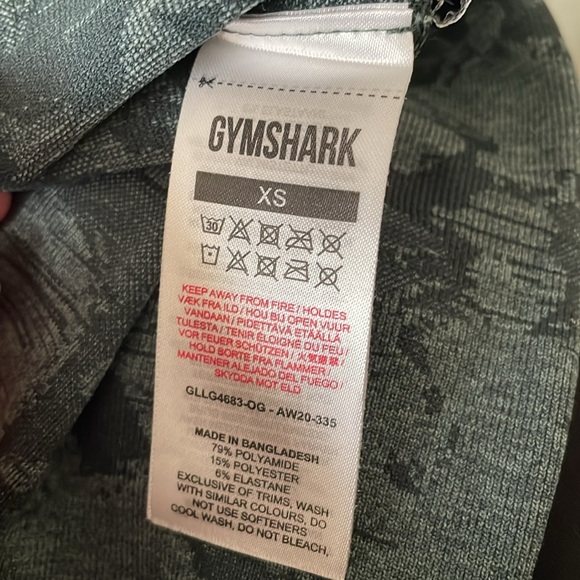 GYMSHARK
XS
30
KEEP AWAY FROM FIRE / HOLDES
VÆK FRA ILD / HOU BIJ OPEN VUUR
VANDAAN / PIDETTÄVÄ ETÄÄLLÄ
TULESTA / TENIR ÉLOIGNÉ DU FEU /
VOR FEUER SCHÜTZEN / 火気厳禁 /
HOLD BORTE FRA FLAMMER /
MANTENER ALEJADO DEL FUEGO /
SKYDDA MOT ELD
GLLG4683-OG - AW20-335
MADE IN BANGLADESH
79% POLYAMIDE
15% POLYESTER
6% ELASTANE
EXCLUSIVE OF TRIMS, WASH
WITH SIMILAR COLOURS, DO
NOT USE SOFTENERS
COOL WASH, DO NOT BLEACH,